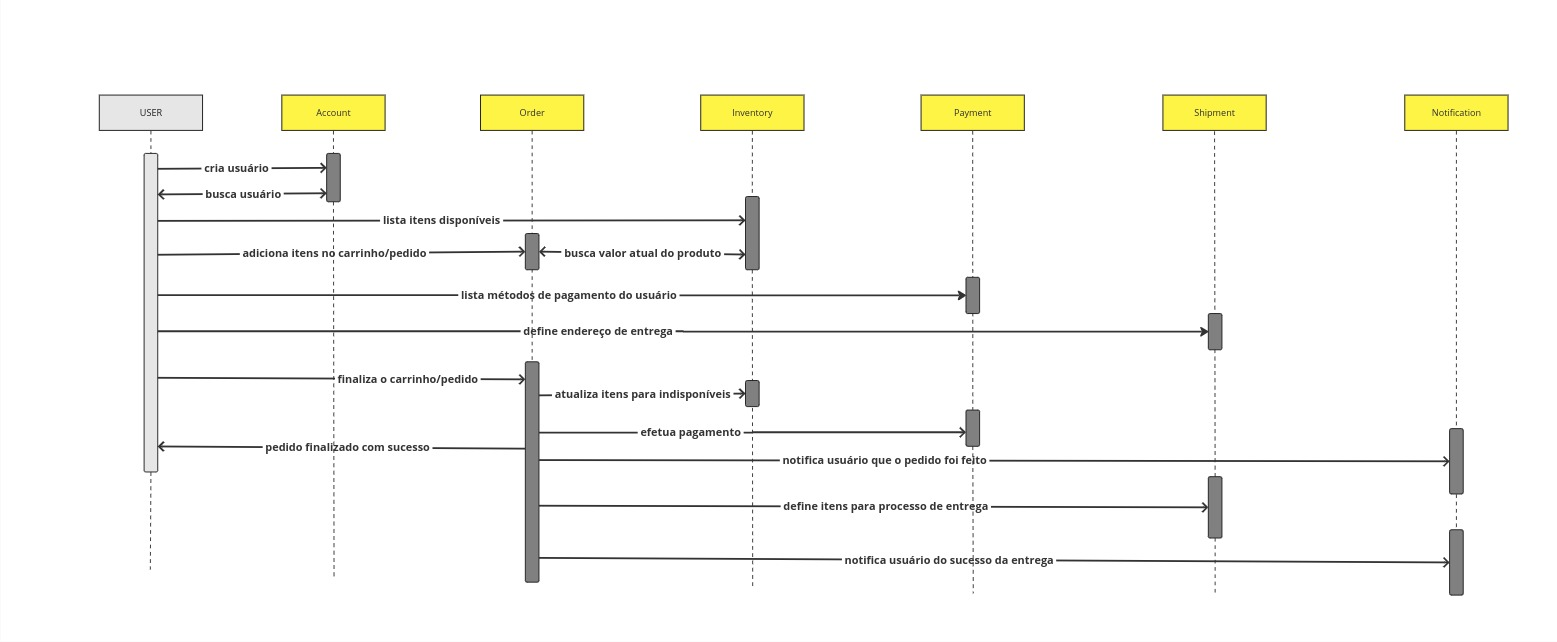 USER
Account
Order
Inventory
Payment
Shipment
Notification
cria usuário
busca usuário
lista itens disponíveis
adiciona itens no carrinho/pedido
busca valor atual do produto
lista métodos de pagamento do usuário
define endereço de entrega
finaliza o carrinho/pedido
atualiza itens para indisponíveis
efetua pagamento
pedido finalizado com sucesso
notifica usuário que o pedido foi feito
define itens para processo de entrega
notifica usuário do sucesso da entrega